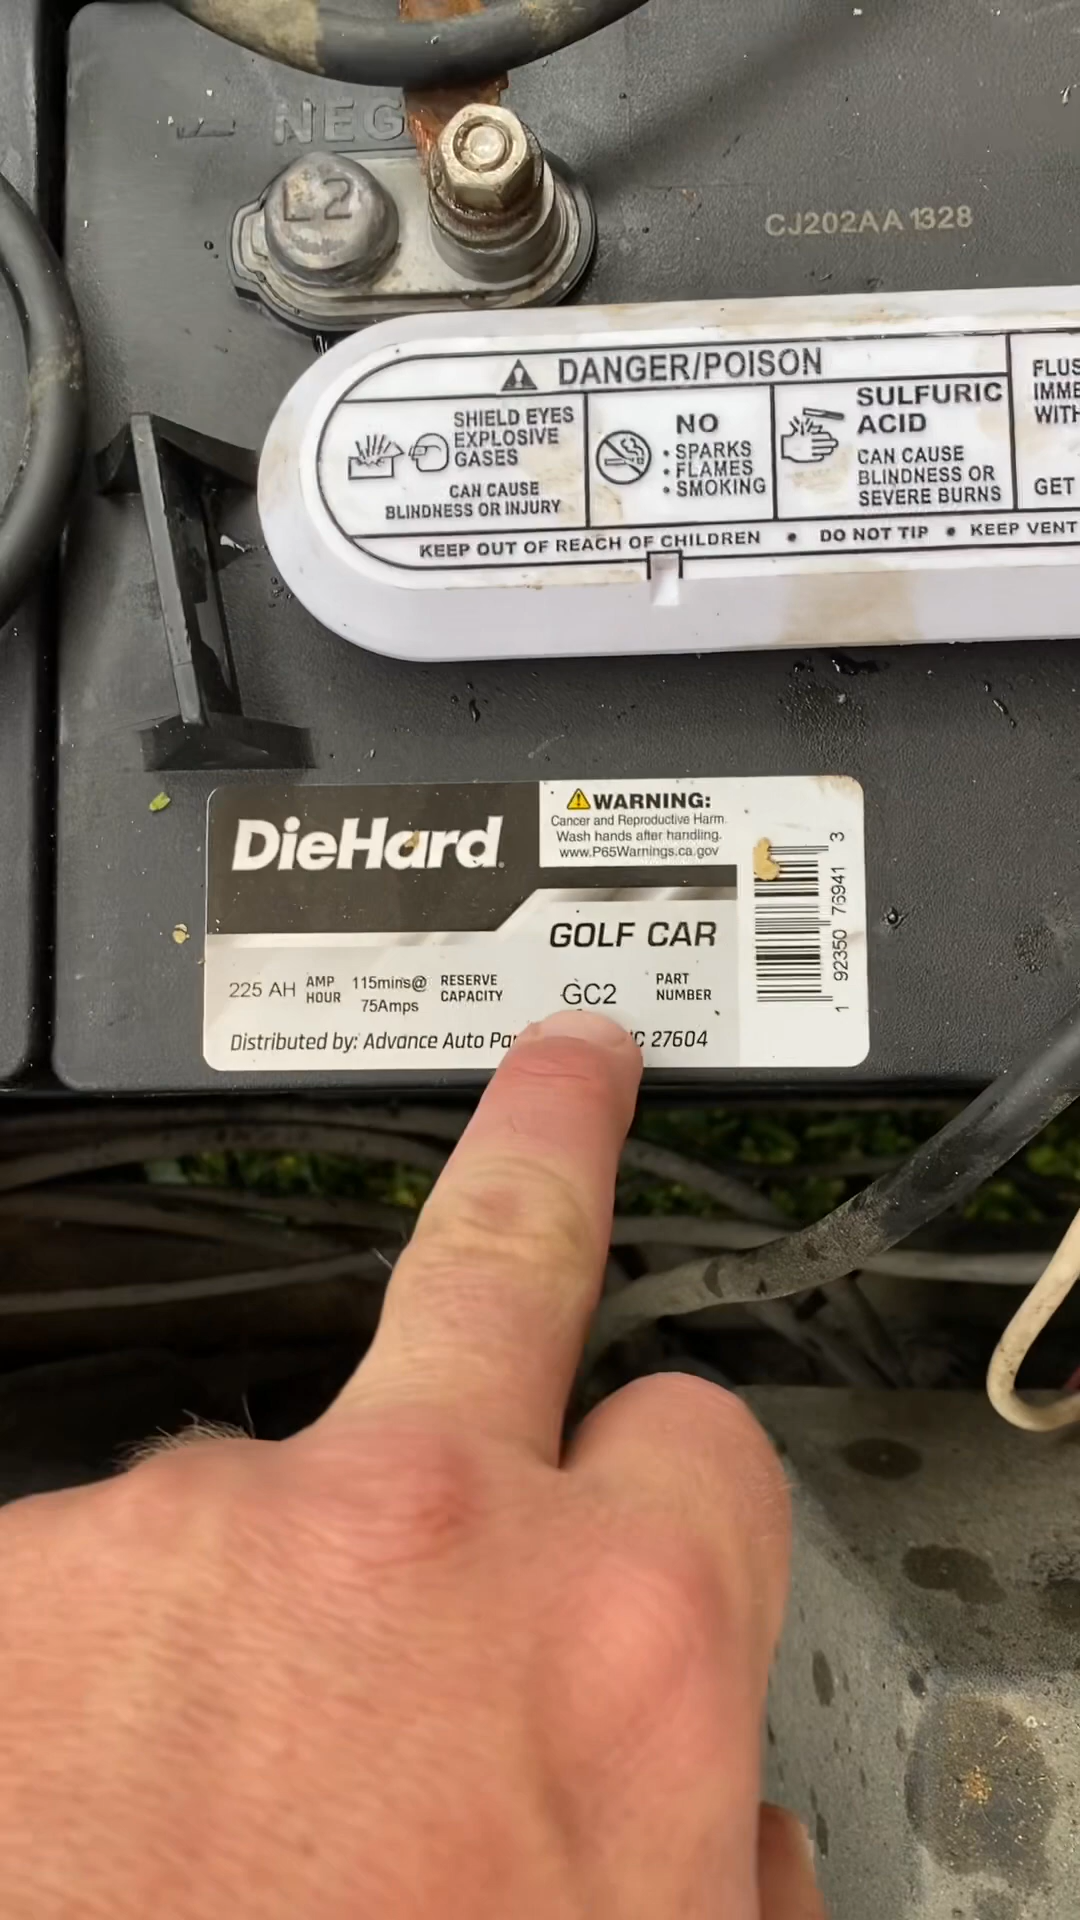 NEG
L2
CJ202AA1328
DANGER/POISON
SHIELD EYES
EXPLOSIVE
GASES
CAN CAUSE
BLINDNESS OR INJURY
NO
• SPARKS
• FLAMES
• SMOKING
SULFURIC
ACID
CAN CAUSE
BLINDNESS OR
SEVERE BURNS
FLUS
IMME
WITH
GET
KEEP OUT OF REACH OF CHILDREN • DO NOT TIP • KEEP VENT
DieHard
WARNING:
Cancer and Reproductive Harm.
Wash hands after handling.
www.P65Warnings.ca.gov
GOLF CAR
225 AH AMP HOUR
115mins@ 75Amps RESERVE CAPACITY
GC2 PART NUMBER
Distributed by: Advance Auto Par C 27604
1 92350 76941 3